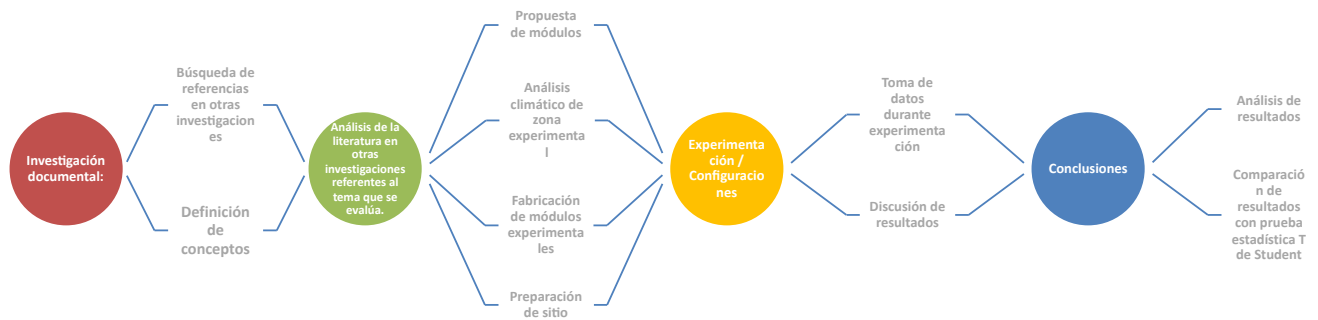 Investigación
documental:
Búsqueda de
referencias
en otras
investigacion
es
Definición
de
conceptos
Análisis de la
literatura en
otras
investigaciones
referentes al
tema que se
evalúa.
Propuesta
de módulos
Análisis
climático de
zona
experimenta
l
Fabricación
de módulos
experimenta
les
Preparación
de sitio
Experimenta
ción /
Configuracio
nes
Toma de
datos
durante
experimenta
ción
Discusión de
resultados
Conclusiones
Análisis de
resultados
Comparació
n de
resultados
con prueba
estadística T
de Student